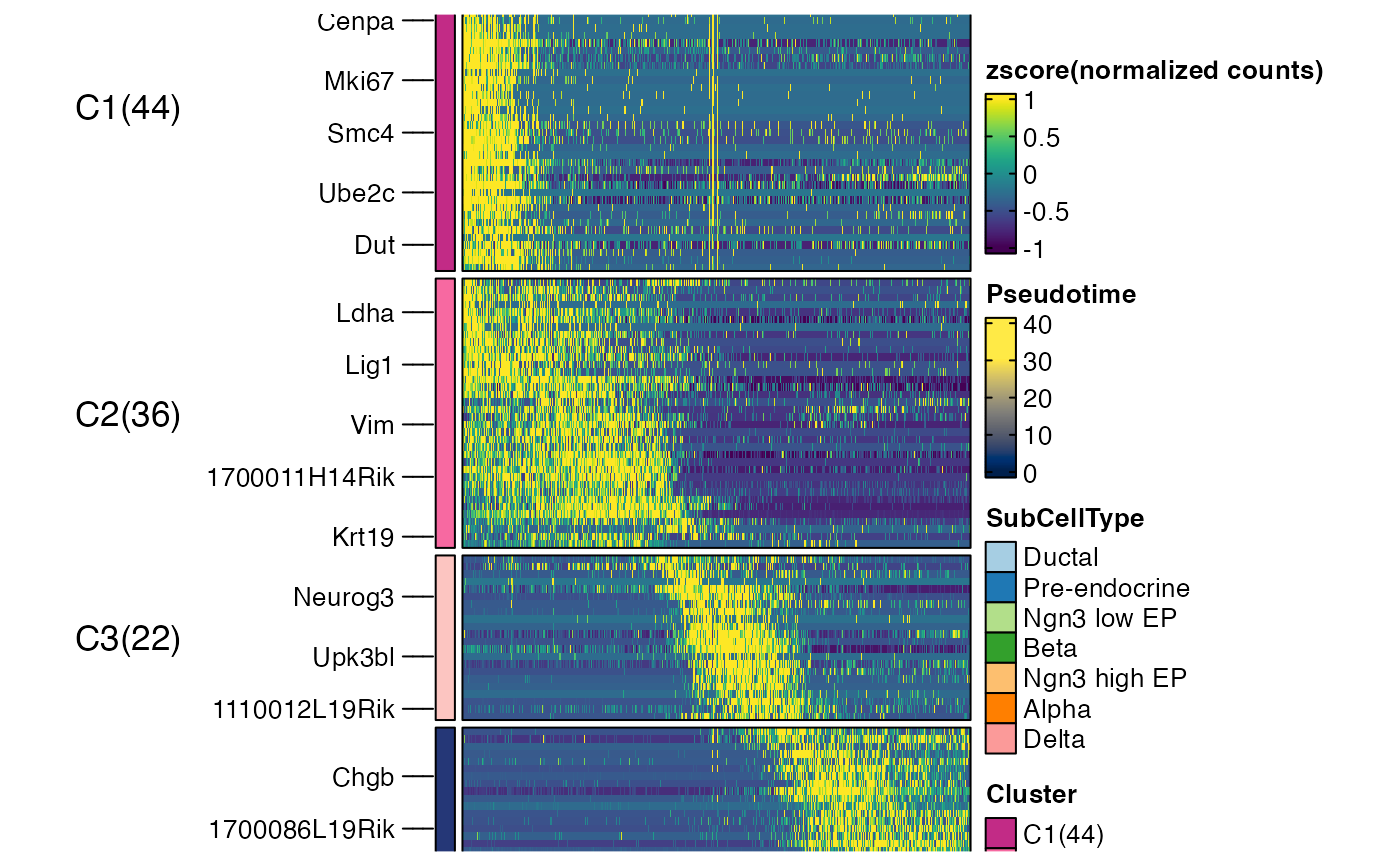 Cenpa
Mki67
C1(44)
Smc4
Ube2c
Dut
Ldha
Lig1
C2(36)
Vim
1700011H14Rik
Krt19
Neurog3
C3(22)
Upk3bl
1110012L19Rik
Chgb
1700086L19Rik
zscore(normalized counts)
1
0.5
0
-0.5
-1
Pseudotime
40
30
20
10
0
SubCellType
Ductal
Pre-endocrine
Ngn3 low EP
Beta
Ngn3 high EP
Alpha
Delta
Cluster
C1(44)